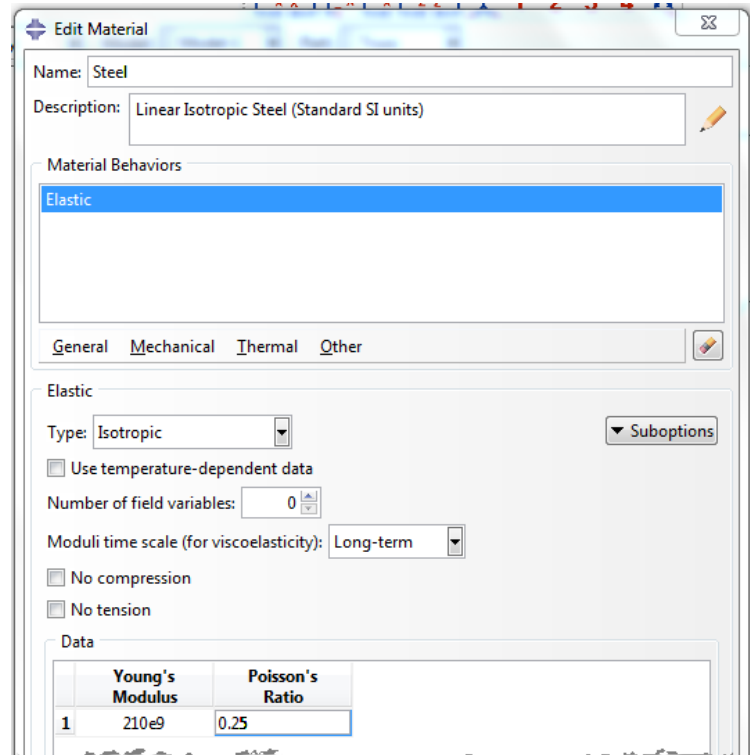 Edit Material
Name: Steel
Description: Linear Isotropic Steel (Standard SI units)
Material Behaviors
Elastic
General Mechanical Thermal Other
Elastic
Type: Isotropic
Suboptions
Use temperature-dependent data
Number of field variables: 0
Moduli time scale (for viscoelasticity): Long-term
No compression
No tension
Data
Young's Poisson's
Modulus Ratio
1 210e9 0.25